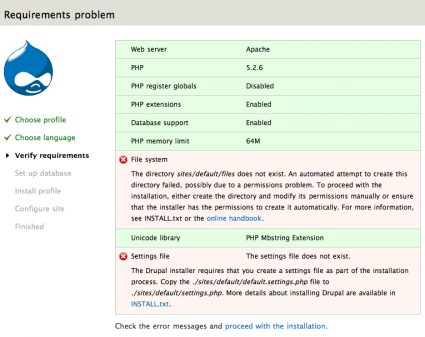 Requirements problem
Choose profile
Choose language
Verify requirements
Set up database
Install profile
Configure site
Finished
Web server Apache
PHP 5.2.6
PHP register globals Disabled
PHP extensions Enabled
Database support Enabled
PHP memory limit 64M
File system
The directory sites/default/files does not exist. An automated attempt to create this
directory failed, possibly due to a permissions problem. To proceed with the
installation, either create the directory and modify its permissions manually or ensure
that the installer has the permissions to create it automatically. For more information,
see INSTALL.txt or the online handbook.
Unicode library PHP Mbstring Extension
Settings file The settings file does not exist.
The Drupal installer requires that you create a settings file as part of the installation
process. Copy the ./sites/default/default.settings.php file to
./sites/default/settings.php. More details about installing Drupal are available in
INSTALL.txt.
Check the error messages and proceed with the installation.